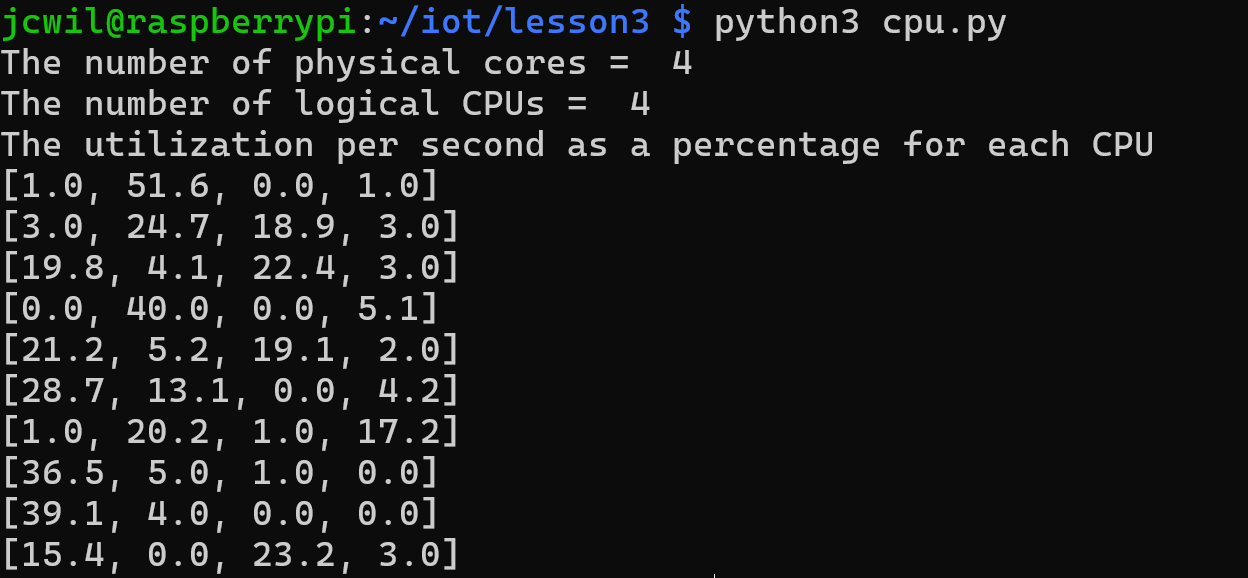 jcwil@raspberrypi:~/iot/lesson3 $ python3 cpu.py
The number of physical cores =  4
The number of logical CPUs =  4
The utilization per second as a percentage for each CPU
[1.0, 51.6, 0.0, 1.0]
[3.0, 24.7, 18.9, 3.0]
[19.8, 4.1, 22.4, 3.0]
[0.0, 40.0, 0.0, 5.1]
[21.2, 5.2, 19.1, 2.0]
[28.7, 13.1, 0.0, 4.2]
[1.0, 20.2, 1.0, 17.2]
[36.5, 5.0, 1.0, 0.0]
[39.1, 4.0, 0.0, 0.0]
[15.4, 0.0, 23.2, 3.0]